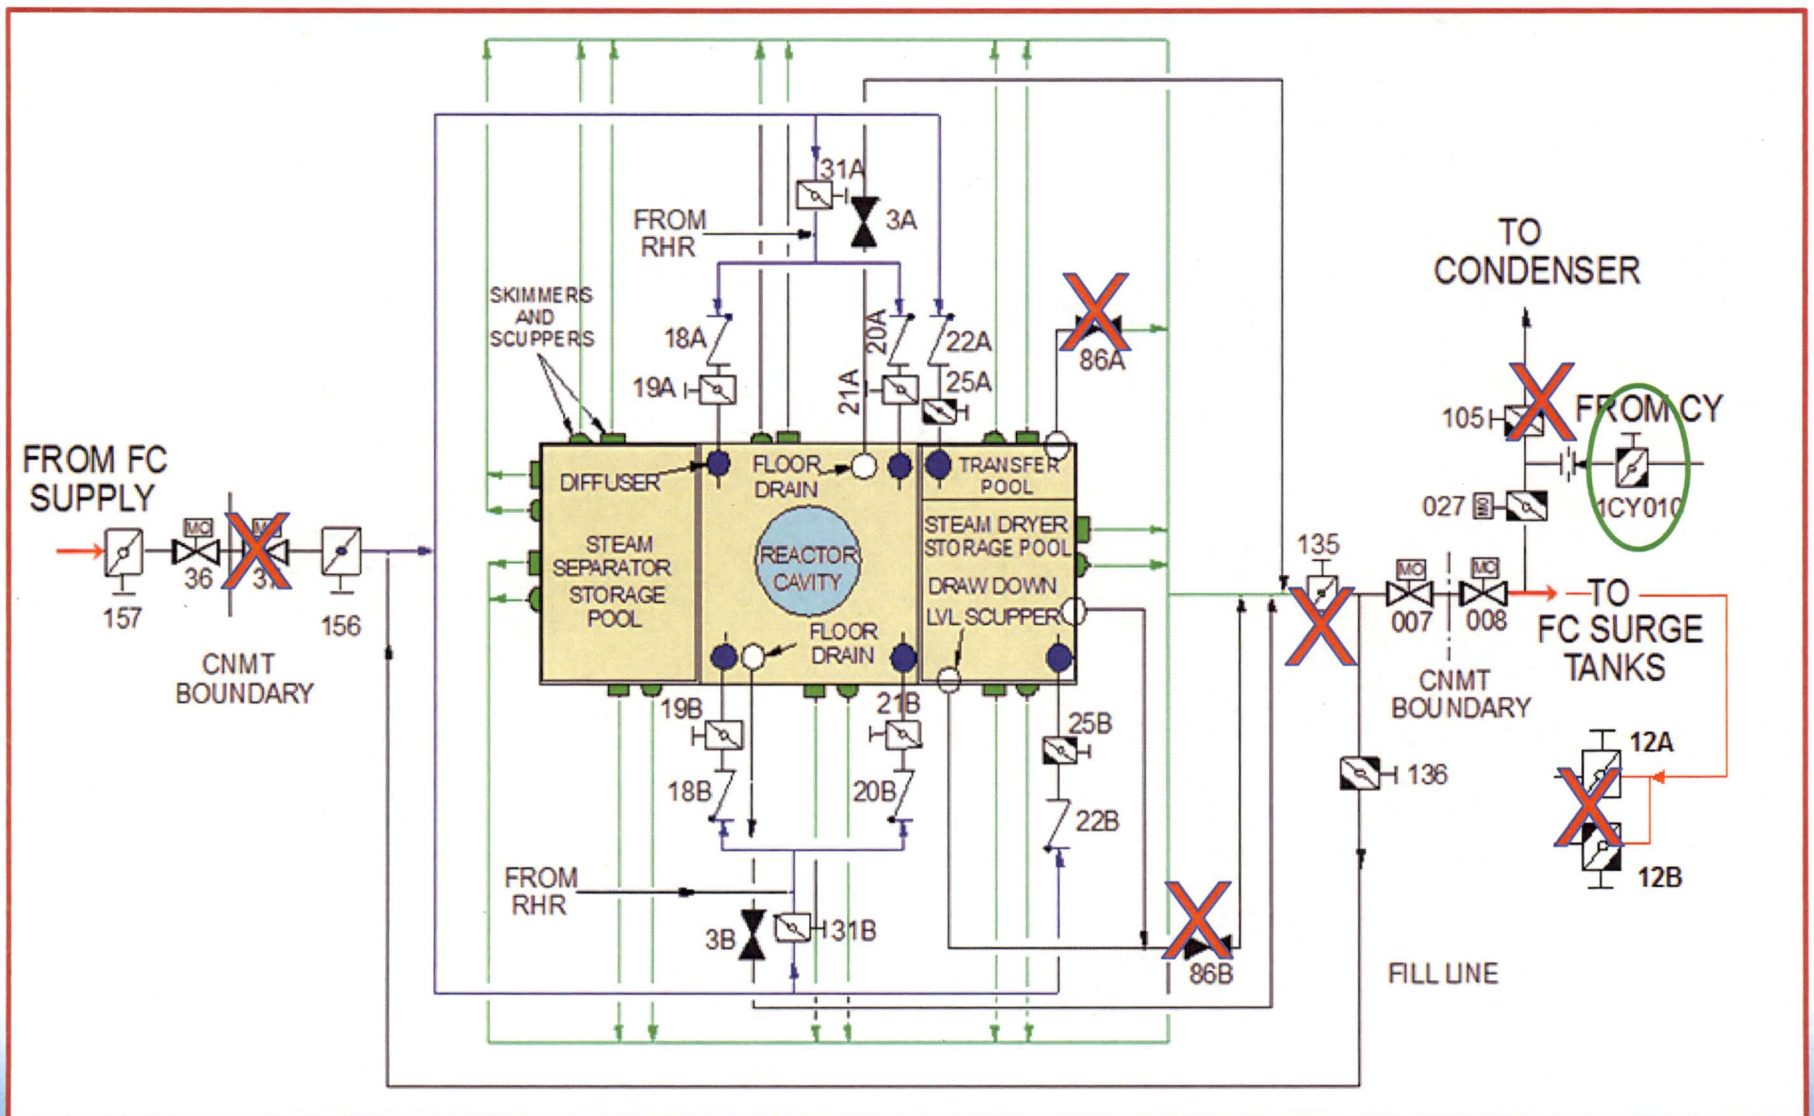 31A
FROM
RHR
3A
TO
CONDENSER
SKIMMERS
AND
SCUPPERS
18A
20A
22A
86A
19A
21A
25A
105
FROM CY
FROM FC
SUPPLY
DIFFUSER
FLOOR
DRAIN
TRANSFER
POOL
027
MO
1CY010
MO
36
157
156
STEAM
SEPARATOR
STORAGE
POOL
REACTOR
CAVITY
STEAM DRYER
STORAGE POOL
DRAW DOWN
LVL SCUPPER
FLOOR
DRAIN
135
MO
007
MO
008
TO
FC SURGE
TANKS
CNMT
BOUNDARY
CNMT
BOUNDARY
19B
21B
25B
12A
136
18B
20B
22B
12B
FROM
RHR
3B
31B
86B
FILL LINE